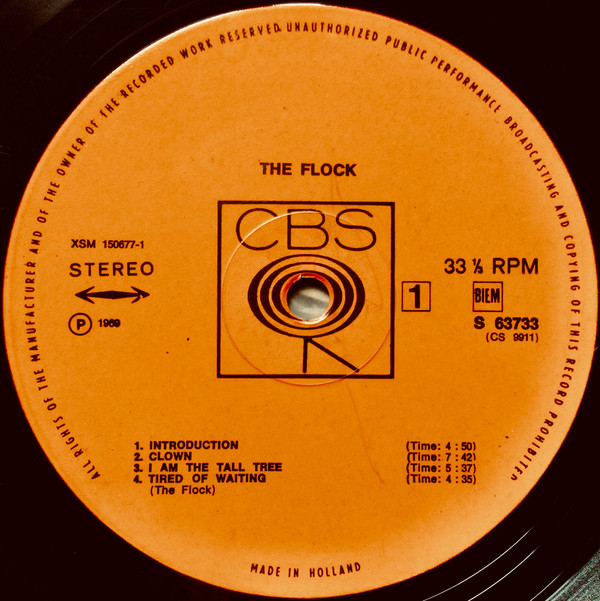 ALL RIGHTS OF THE MANUFACTURER AND OF THE OWNER OF THE RECORDED WORK RESERVED. UNAUTHORIZED PUBLIC PERFORMANCE BROADCASTING AND COPYING OF THIS RECORD PROHIBITED
THE FLOCK
CBS
XSM 150677-1
STEREO
℗ 1969
1
33 ⅓ RPM
BIEM
S 63733
(CS 9911)
1. INTRODUCTION (Time: 4 : 50)
2. CLOWN (Time: 7 : 42)
3. I AM THE TALL TREE (Time: 5 : 37)
4. TIRED OF WAITING (Time: 4 : 35)
(The Flock)
MADE IN HOLLAND